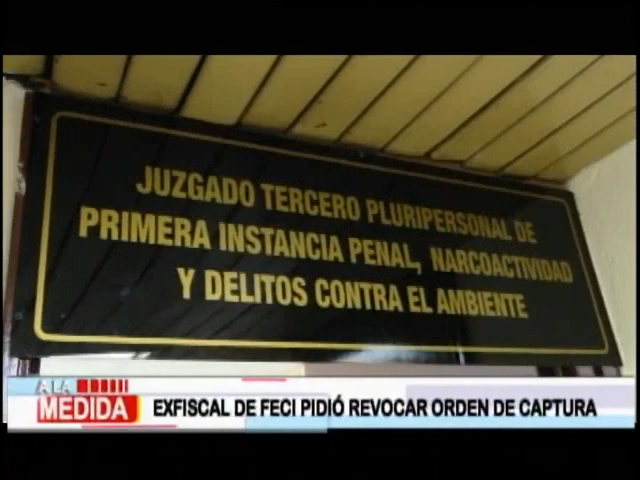 JUZGADO TERCERO PLURIPERSONAL DE
PRIMERA INSTANCIA PENAL, NARCOACTIVIDAD
Y DELITOS CONTRA EL AMBIENTE
A LA
MEDIDA
EXFISCAL DE FECI PIDIÓ REVOCAR ORDEN DE CAPTURA